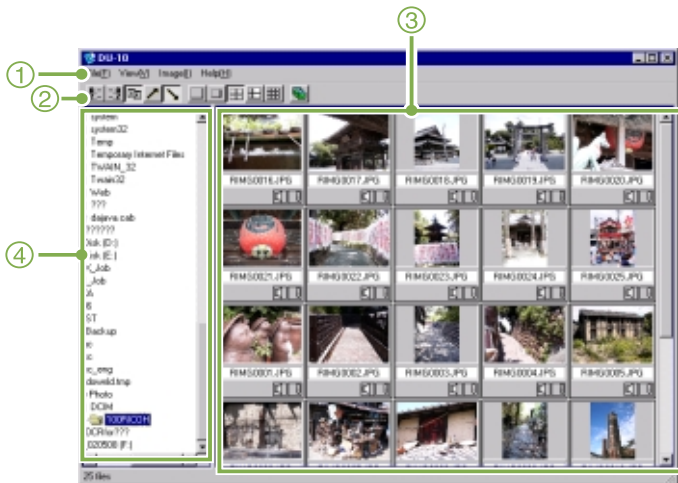 ③
DU-10
①
File(F) View(V) Image(I) Help(H)
②
system
system32
Temp
Temporary Internet Files
TWAIN_32
Twain32
Web
???
dajava.cab
??????
④
Backup
rc_eng
Photo
DCIM
100RICOH
RIMG0016.JPG RIMG0017.JPG RIMG0018.JPG RIMG0019.JPG RIMG0020.JPG
RIMG0021.JPG RIMG0022.JPG RIMG0023.JPG RIMG0024.JPG RIMG0025.JPG
RIMG0001.JPG RIMG0002.JPG RIMG0003.JPG RIMG0004.JPG RIMG0005.JPG
25 files